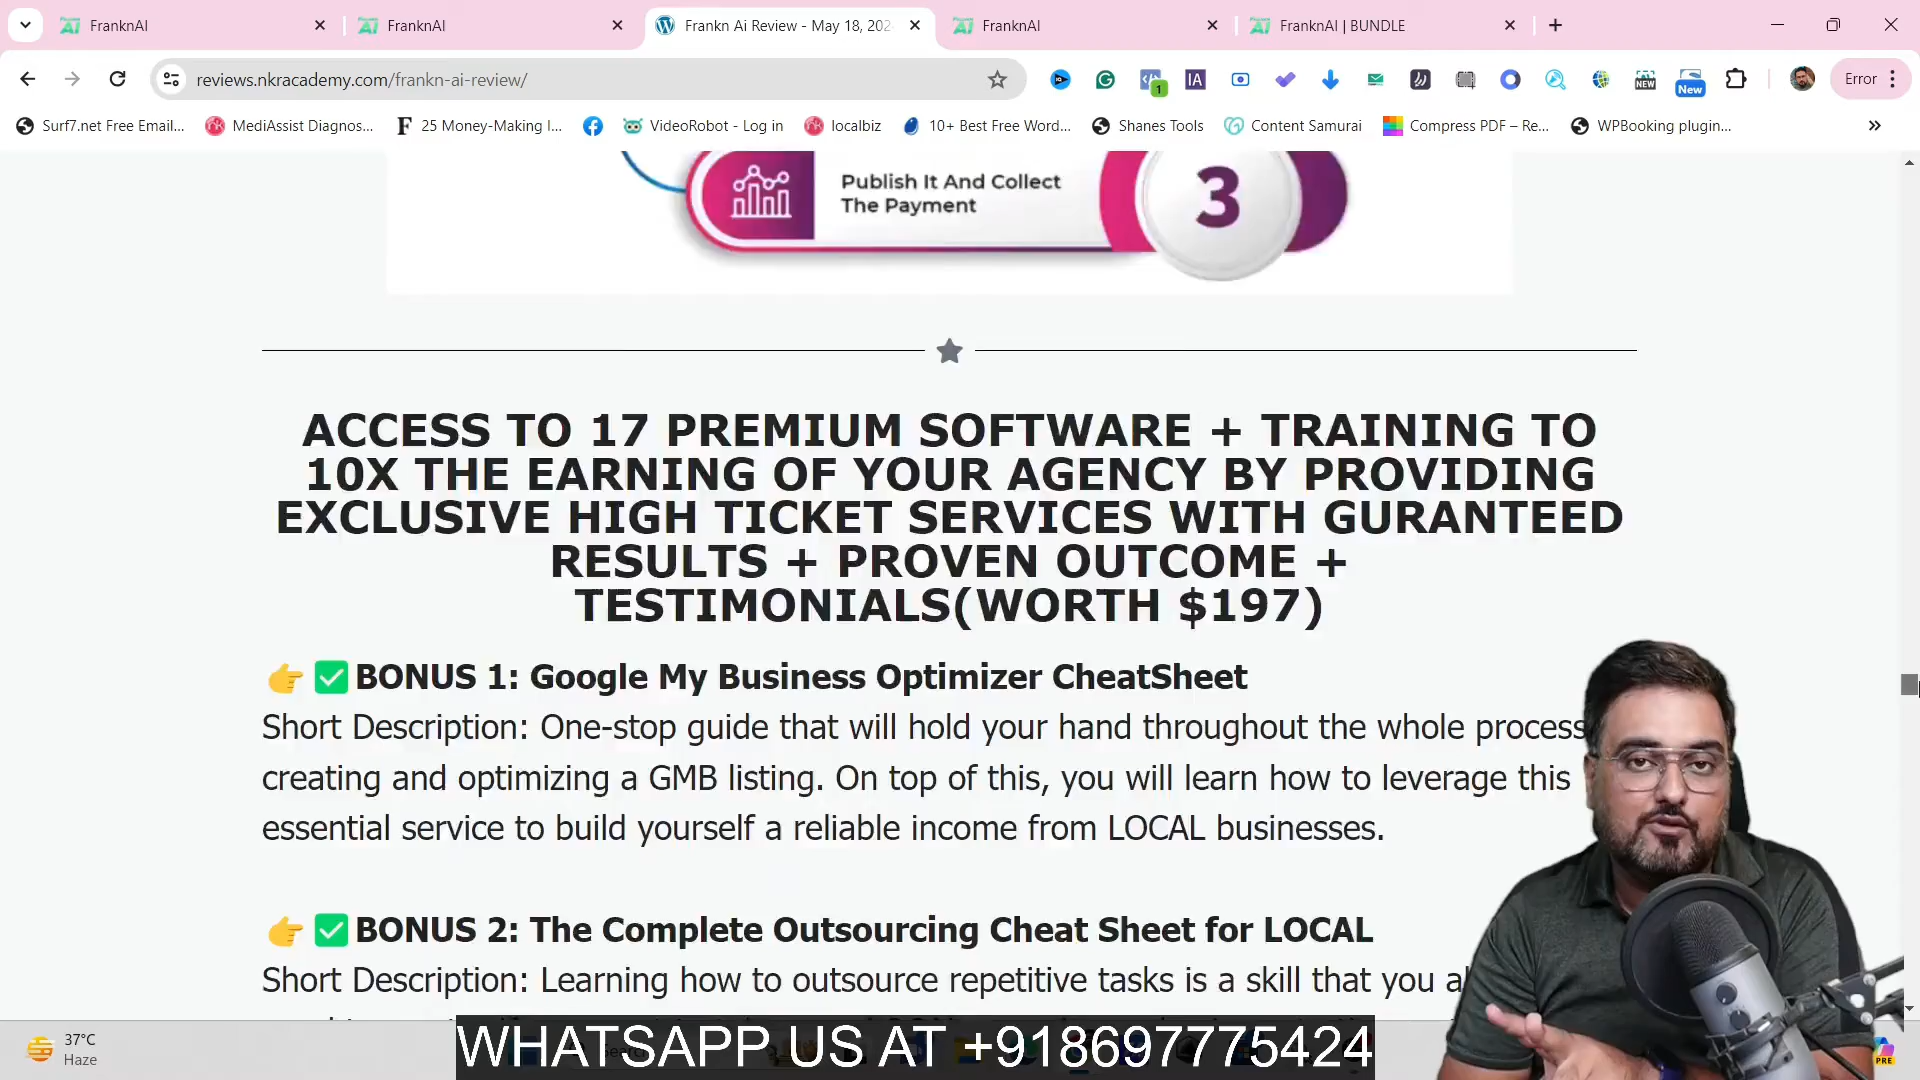 FranknAI
FranknAI
Frankn Ai Review - May 18, 202
FranknAI
FranknAI | BUNDLE
reviews.nkracademy.com/frankn-ai-review/
1
IA
NEW
New
Error
Surf7.net Free Email...
MediAssist Diagnos...
25 Money-Making I...
VideoRobot - Log in
localbiz
10+ Best Free Word...
Shanes Tools
Content Samurai
Compress PDF – Re...
WPBooking plugin...
Publish It And Collect
The Payment
3
ACCESS TO 17 PREMIUM SOFTWARE + TRAINING TO
10X THE EARNING OF YOUR AGENCY BY PROVIDING
EXCLUSIVE HIGH TICKET SERVICES WITH GURANTEED
RESULTS + PROVEN OUTCOME +
TESTIMONIALS(WORTH $197)
BONUS 1: Google My Business Optimizer CheatSheet
Short Description: One-stop guide that will hold your hand throughout the whole process
creating and optimizing a GMB listing. On top of this, you will learn how to leverage this
essential service to build yourself a reliable income from LOCAL businesses.
BONUS 2: The Complete Outsourcing Cheat Sheet for LOCAL
Short Description: Learning how to outsource repetitive tasks is a skill that you
WHATSAPP US AT +918697775424
37°C
Haze
PRE